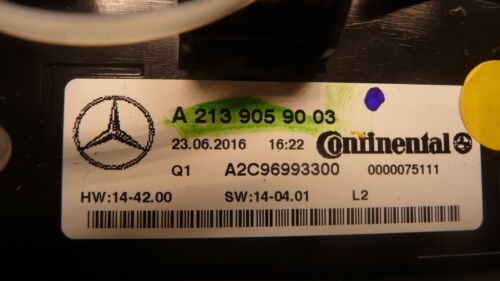 A 213 905 90 03
23.06.2016 16:22 Continental
Q1 A2C96993300 0000075111
HW:14-42.00 SW:14-04.01 L2